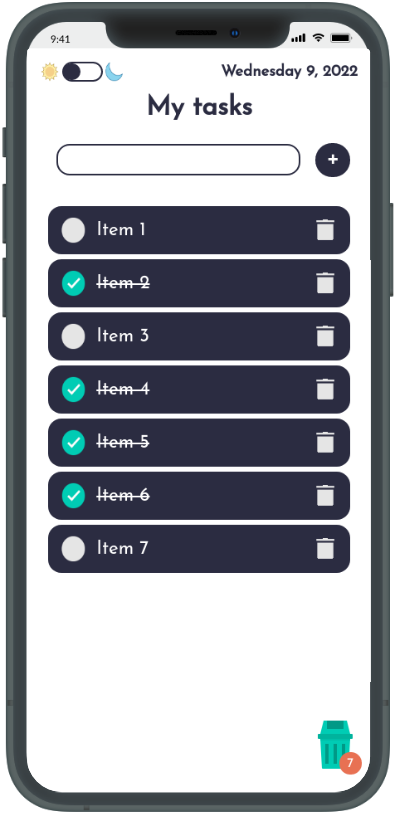 9:41
Wednesday 9, 2022
My tasks
+
Item 1
Item 2
Item 3
Item 4
Item 5
Item 6
Item 7
7